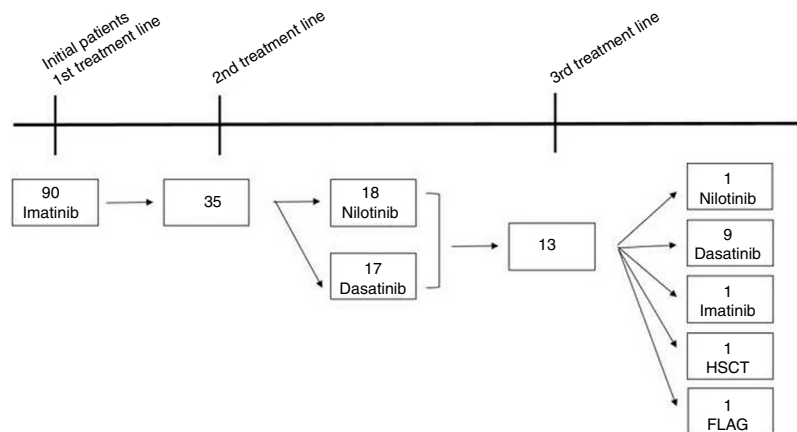 Initial patients
1st treatment line
2nd treatment line
3rd treatment line
90
Imatinib
35
18
Nilotinib
17
Dasatinib
13
1
Nilotinib
9
Dasatinib
1
Imatinib
1
HSCT
1
FLAG